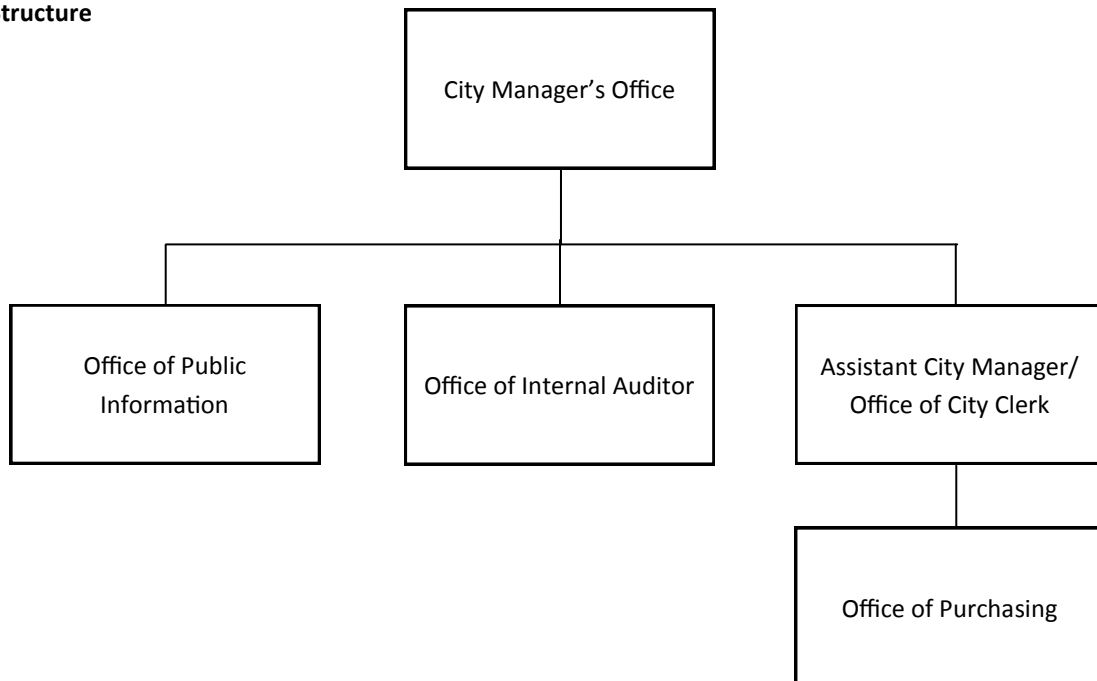 Structure
City Manager’s Office
Office of Public
Information
Office of Internal Auditor
Assistant City Manager/
Office of City Clerk
Office of Purchasing